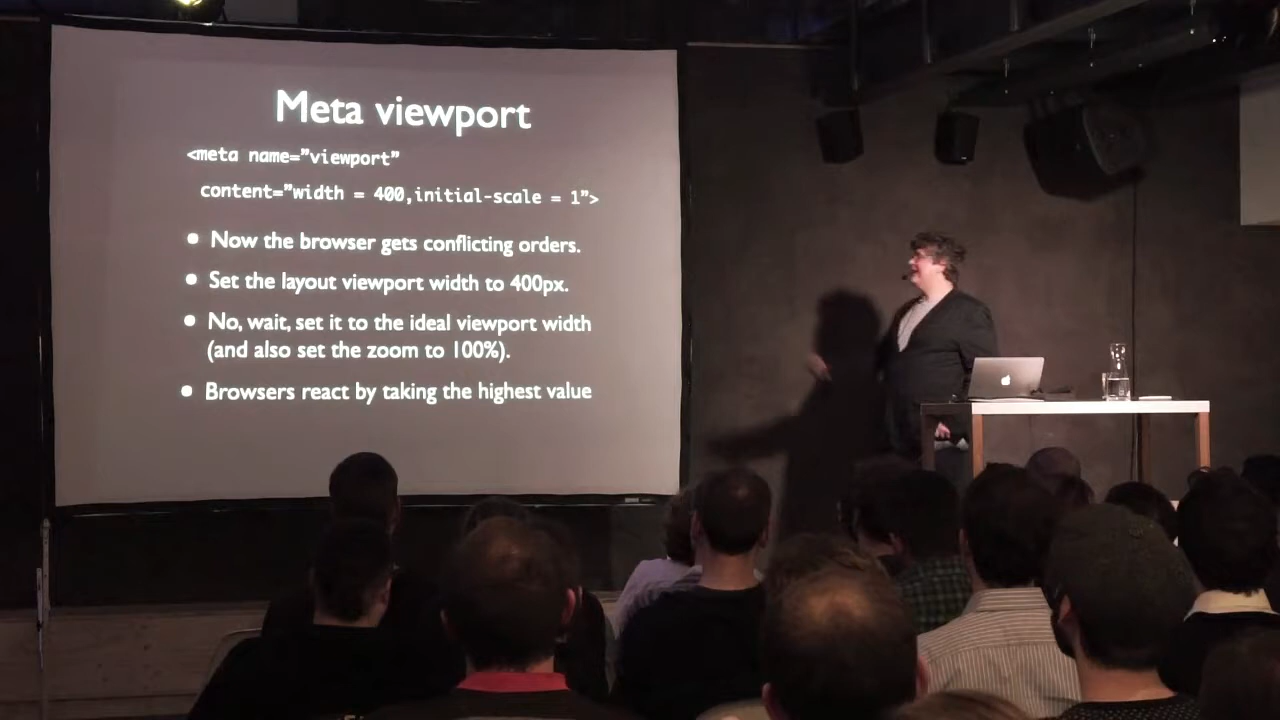 Meta viewport
<meta name=”viewport”
content=”width = 400,initial-scale = 1”>
• Now the browser gets conflicting orders.
• Set the layout viewport width to 400px.
• No, wait, set it to the ideal viewport width
(and also set the zoom to 100%).
• Browsers react by taking the highest value